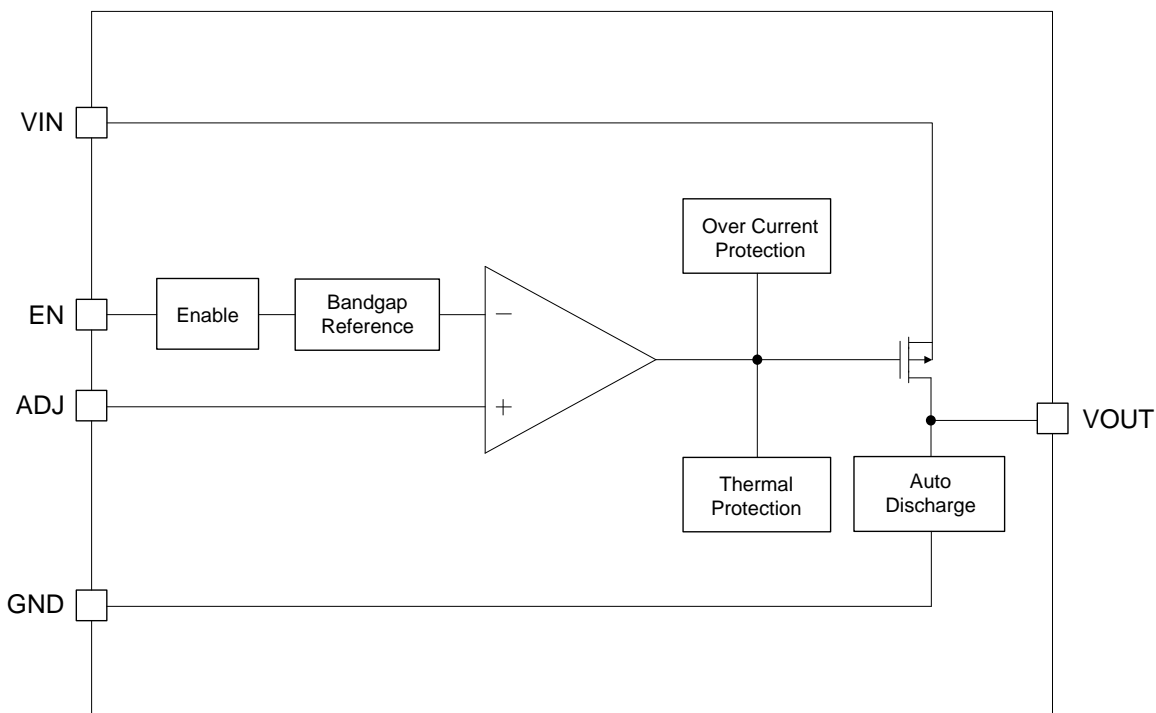 VIN
Over Current
Protection
EN
Enable
Bandgap
Reference
−
ADJ
+
VOUT
Thermal
Protection
Auto
Discharge
GND